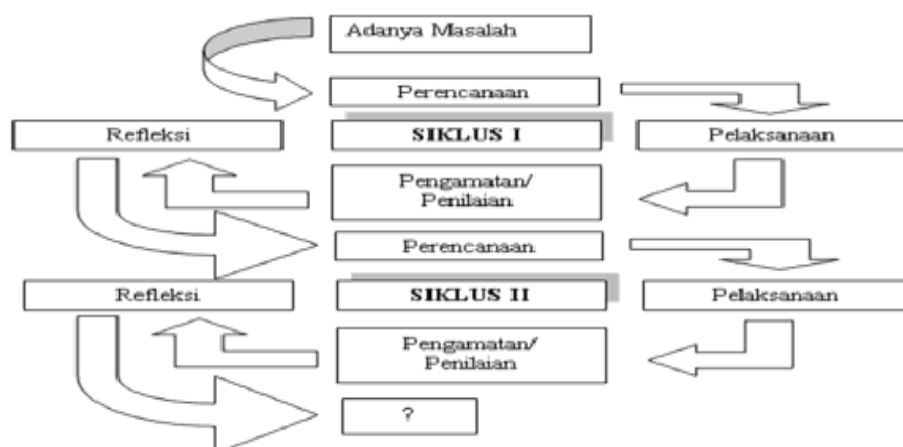 Adanya Masalah
Perencanaan
Refleksi
SIKLUS I
Pelaksanaan
Pengamatan/
Penilaian
Perencanaan
Refleksi
SIKLUS II
Pelaksanaan
Pengamatan/
Penilaian
?